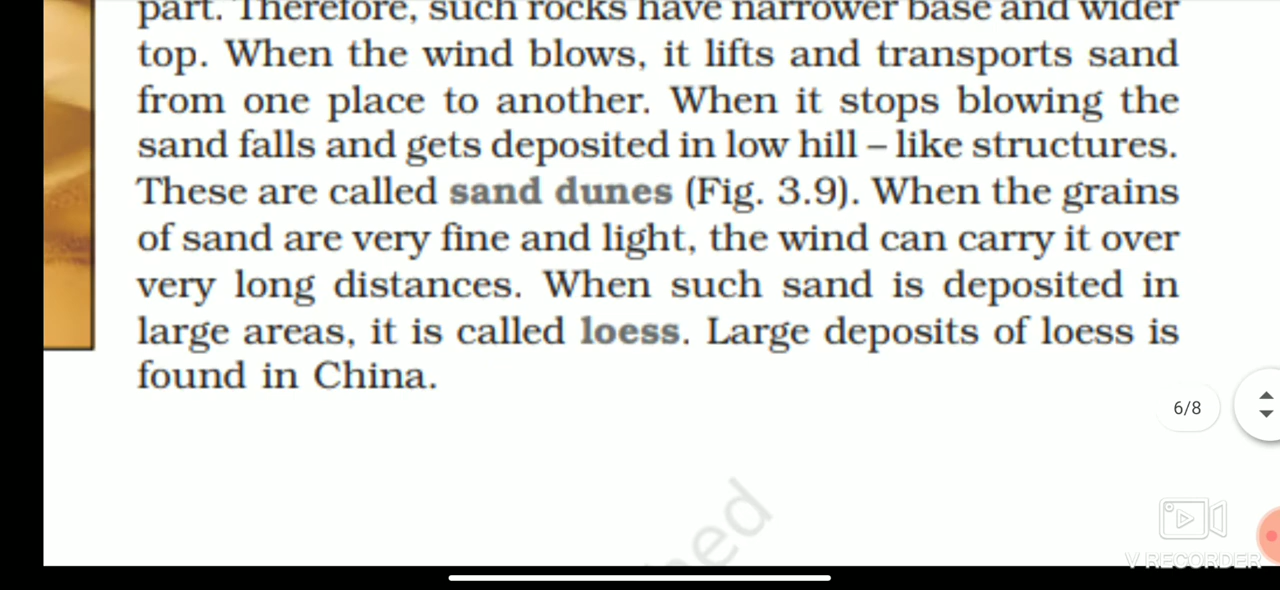 part. Therefore, such rocks have narrower base and wider
top. When the wind blows, it lifts and transports sand
from one place to another. When it stops blowing the
sand falls and gets deposited in low hill – like structures.
These are called sand dunes (Fig. 3.9). When the grains
of sand are very fine and light, the wind can carry it over
very long distances. When such sand is deposited in
large areas, it is called loess. Large deposits of loess is
found in China.
6/8
hed
V RECORDER